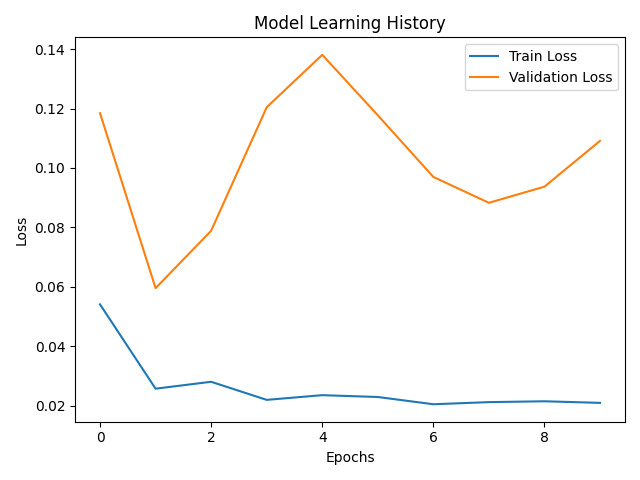 Model Learning History
Train Loss
Validation Loss
Loss
0.14
0.12
0.10
0.08
0.06
0.04
0.02
0 2 4 6 8
Epochs